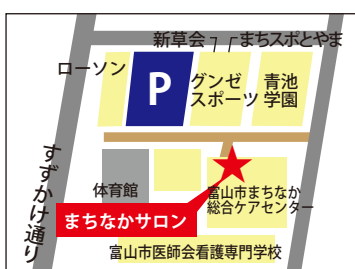 新草会 まちスポとやま
ローソン
P
グンゼ
スポーツ
青池
学園
すずかけ通り
体育館
富山市まちなか
総合ケアセンター
まちなかサロン
富山市医師会看護専門学校